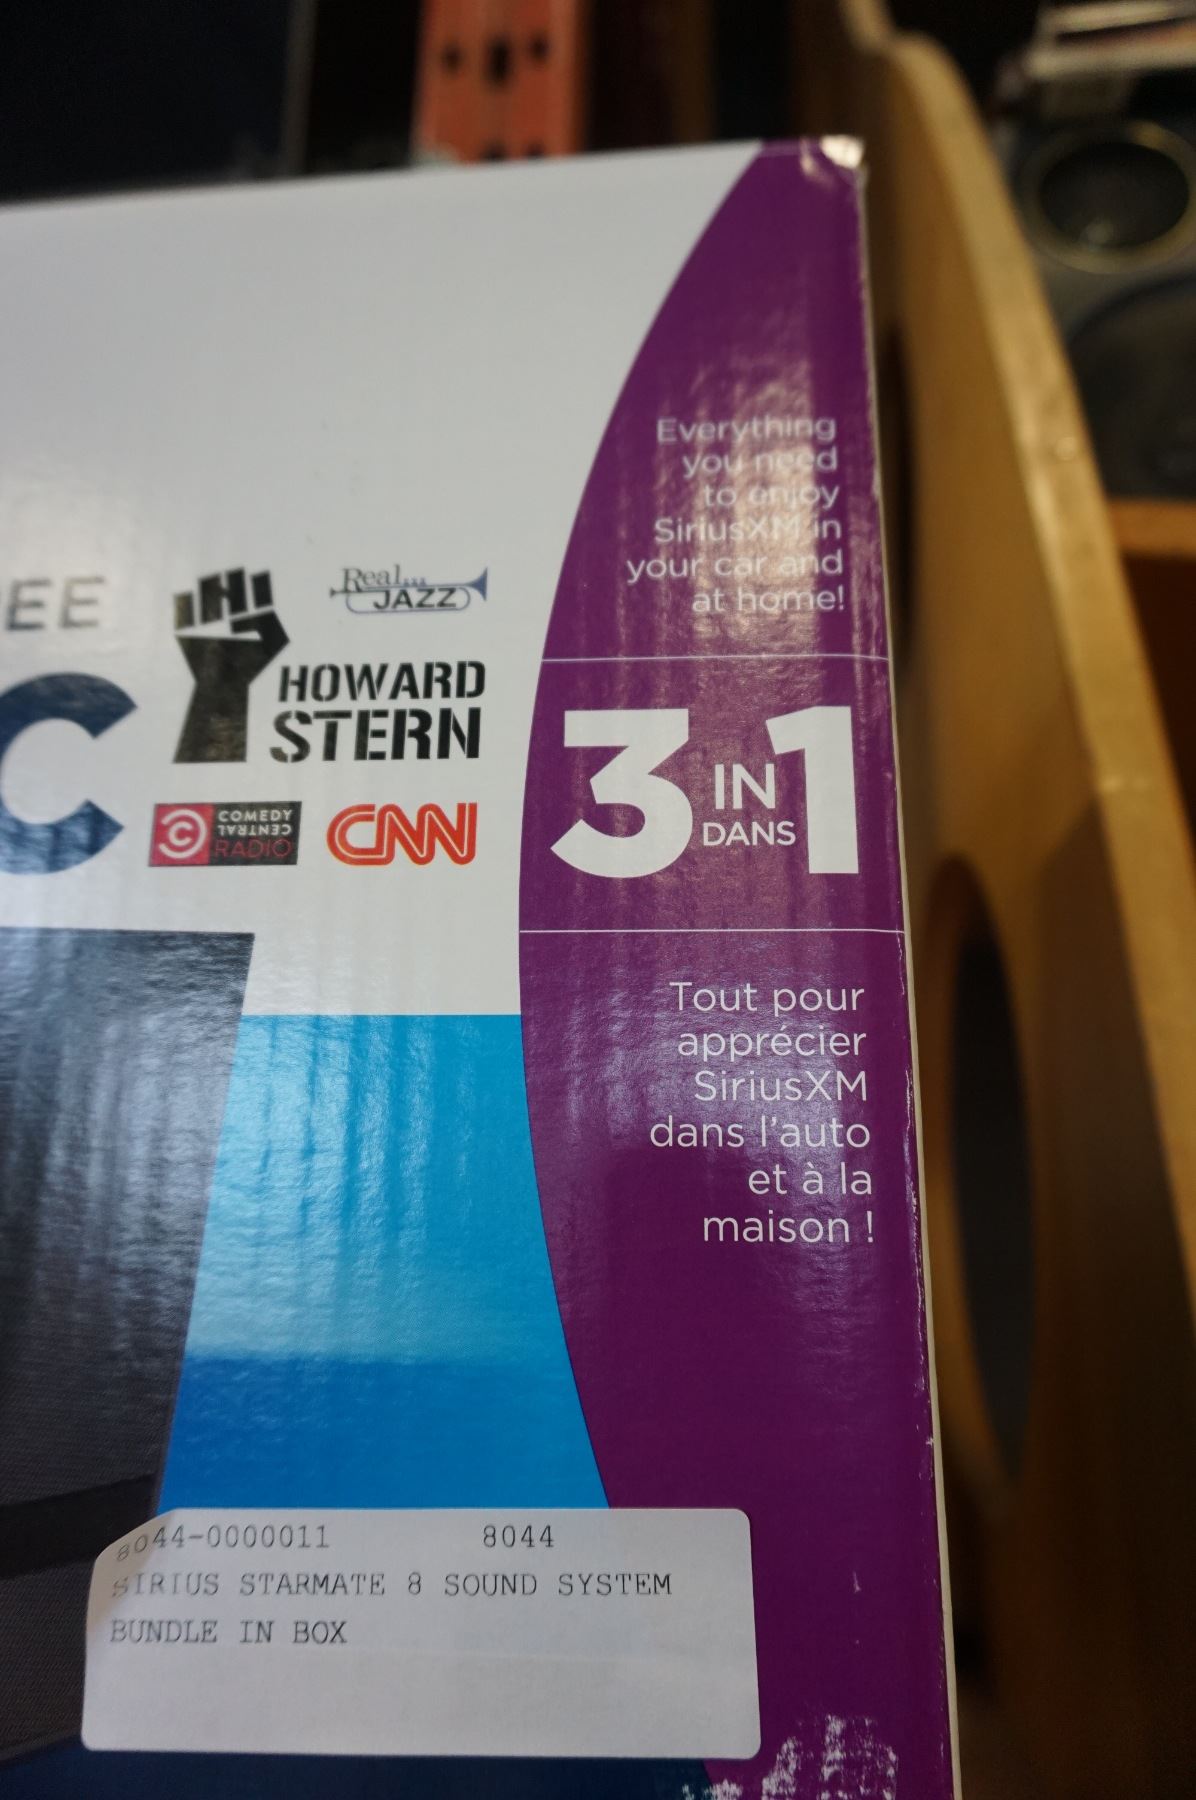 Everything
you need
to enjoy
SiriusXM in
your car and
at home!
EE
Real...
JAZZ
HOWARD
STERN
C
COMEDY
CENTRAL
RADIO
CNN
3 IN 1
DANS
Tout pour
apprécier
SiriusXM
dans l'auto
et à la
maison !
8044-0000011 8044
SIRIUS STARMATE 8 SOUND SYSTEM
BUNDLE IN BOX